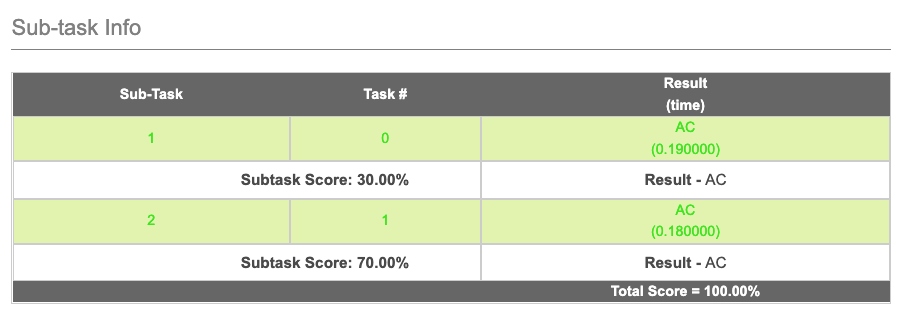 Sub-task Info
Sub-Task Task # Result
(time)
1 0 AC
(0.190000)
Subtask Score: 30.00% Result - AC
2 1 AC
(0.180000)
Subtask Score: 70.00% Result - AC
Total Score = 100.00%